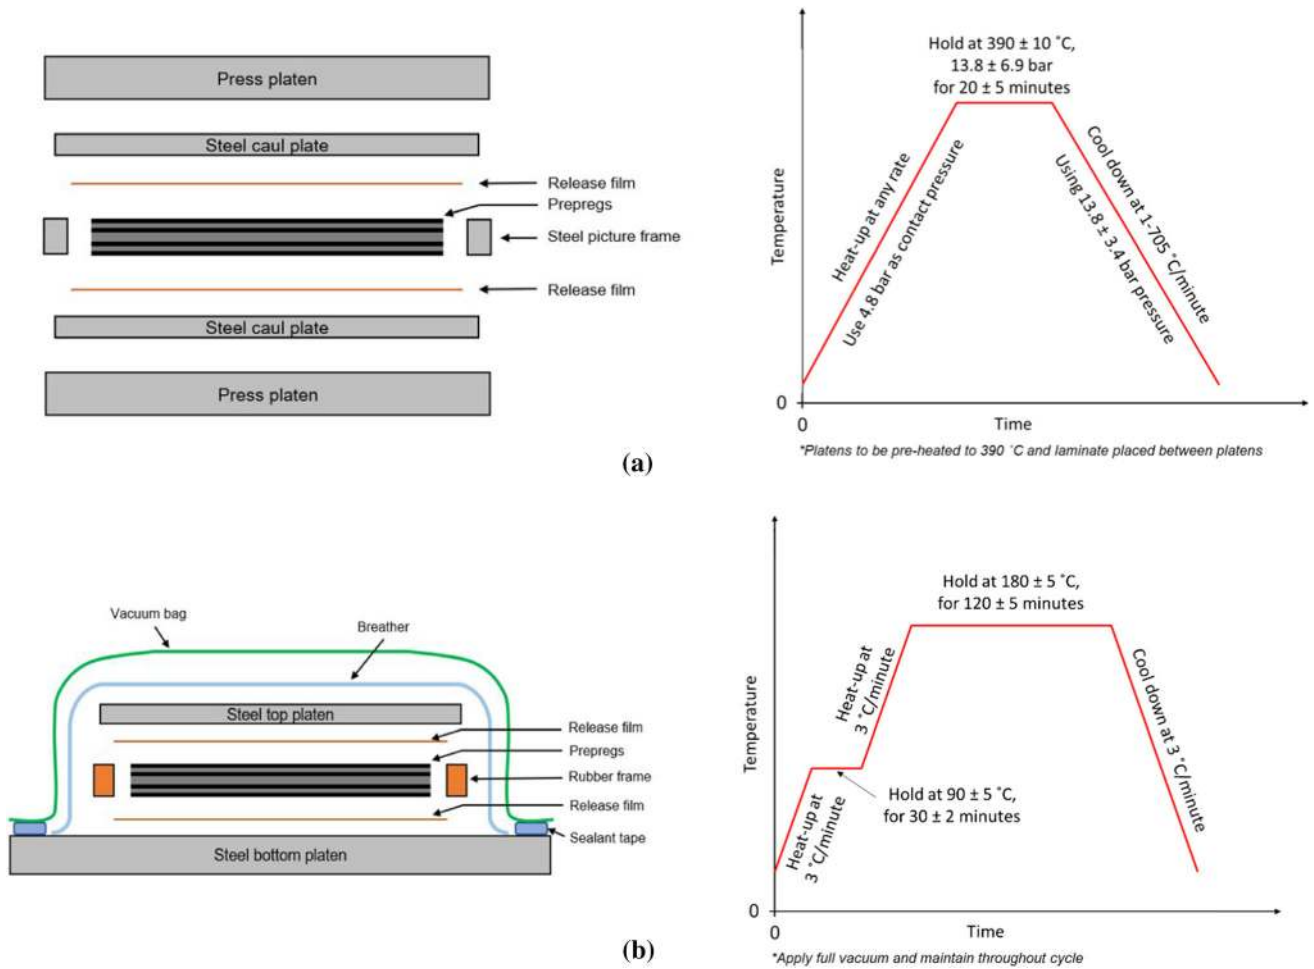 Press platen
Steel caul plate
Release film
Prepregs
Steel picture frame
Release film
Steel caul plate
Press platen
Temperature
Hold at 390 ± 10 ˚C,
13.8 ± 6.9 bar
for 20 ± 5 minutes
Heat-up at any rate
Use 4.8 bar as contact pressure
Cool down at 1-705 ˚C/minute
Using 13.8 ± 3.4 bar pressure
0
0
Time
*Platens to be pre-heated to 390 ˚C and laminate placed between platens
(a)
Vacuum bag
Breather
Steel top platen
Release film
Prepregs
Rubber frame
Release film
Sealant tape
Steel bottom platen
Temperature
Hold at 180 ± 5 ˚C,
for 120 ± 5 minutes
Heat-up at
3 ˚C/minute
Heat-up at
3 ˚C/minute
Hold at 90 ± 5 ˚C,
for 30 ± 2 minutes
Cool down at 3 ˚C/minute
0
0
Time
*Apply full vacuum and maintain throughout cycle
(b)